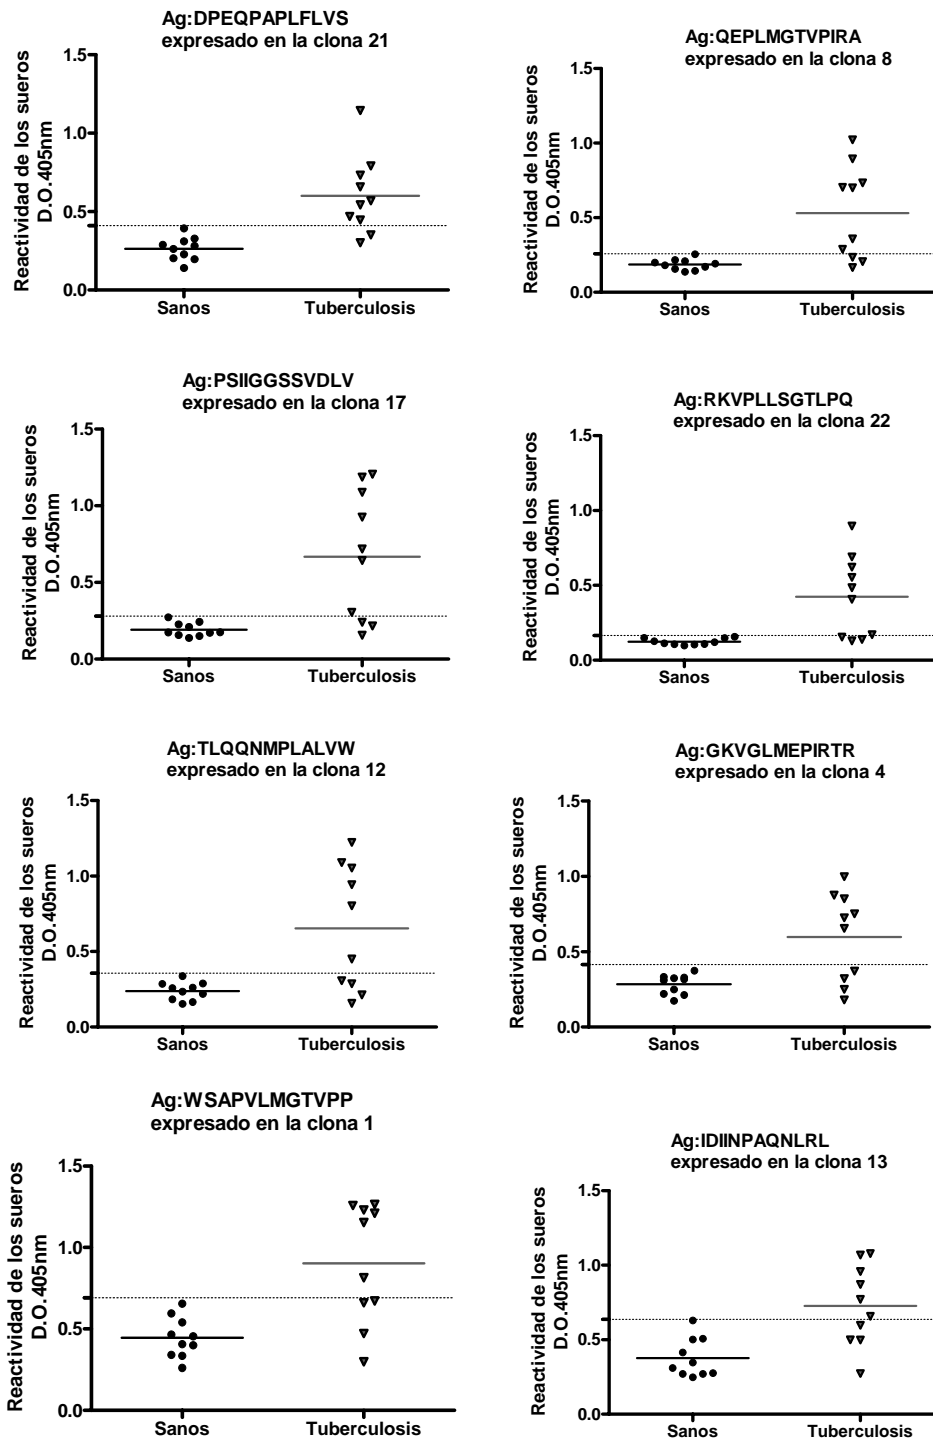 Ag:DPEQPAPLFLVS
expresado en la clona 21
Reactividad de los sueros
D.O.405nm
1.5
1.0
0.5
0.0
Sanos
Tuberculosis
Ag:QEPLMGTVPIRA
expresado en la clona 8
Reactividad de los sueros
D.O.405nm
1.5
1.0
0.5
0.0
Sanos
Tuberculosis
Ag:PSIIGGSSVDLV
expresado en la clona 17
Reactividad de los sueros
D.O.405nm
1.5
1.0
0.5
0.0
Sanos
Tuberculosis
Ag:RKVPLLSGTLPQ
expresado en la clona 22
Reactividad de los sueros
D.O.405nm
1.5
1.0
0.5
0.0
Sanos
Tuberculosis
Ag:TLQQNMPLALVW
expresado en la clona 12
Reactividad de los sueros
D.O.405nm
1.5
1.0
0.5
0.0
Sanos
Tuberculosis
Ag:GKVGLMEPIRTR
expresado en la clona 4
Reactividad de los sueros
D.O.405nm
1.5
1.0
0.5
0.0
Sanos
Tuberculosis
Ag:WSAPVLMGTVPP
expresado en la clona 1
Reactividad de los sueros
D.O.405nm
1.5
1.0
0.5
0.0
Sanos
Tuberculosis
Ag:IDIINPAQNLRL
expresado en la clona 13
Reactividad de los sueros
D.O.405nm
1.5
1.0
0.5
0.0
Sanos
Tuberculosis